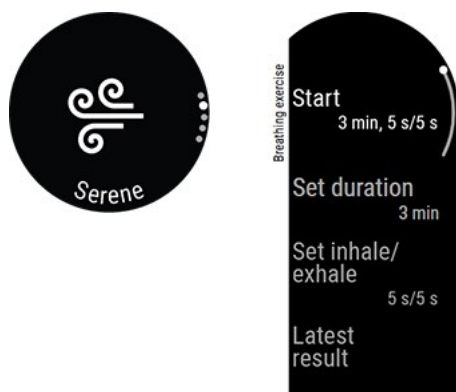 Serene
Breathing exercise
Start
3 min, 5 s/5 s
Set duration
3 min
Set inhale/
exhale
5 s/5 s
Latest
result